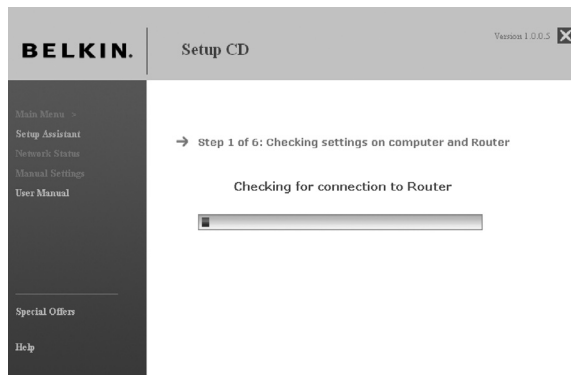 BELKIN.
Setup CD
Version 1.0.0.5
Main Menu >
Setup Assistant
Network Status
Manual Settings
User Manual
Special Offers
Help
Step 1 of 6: Checking settings on computer and Router
Checking for connection to Router